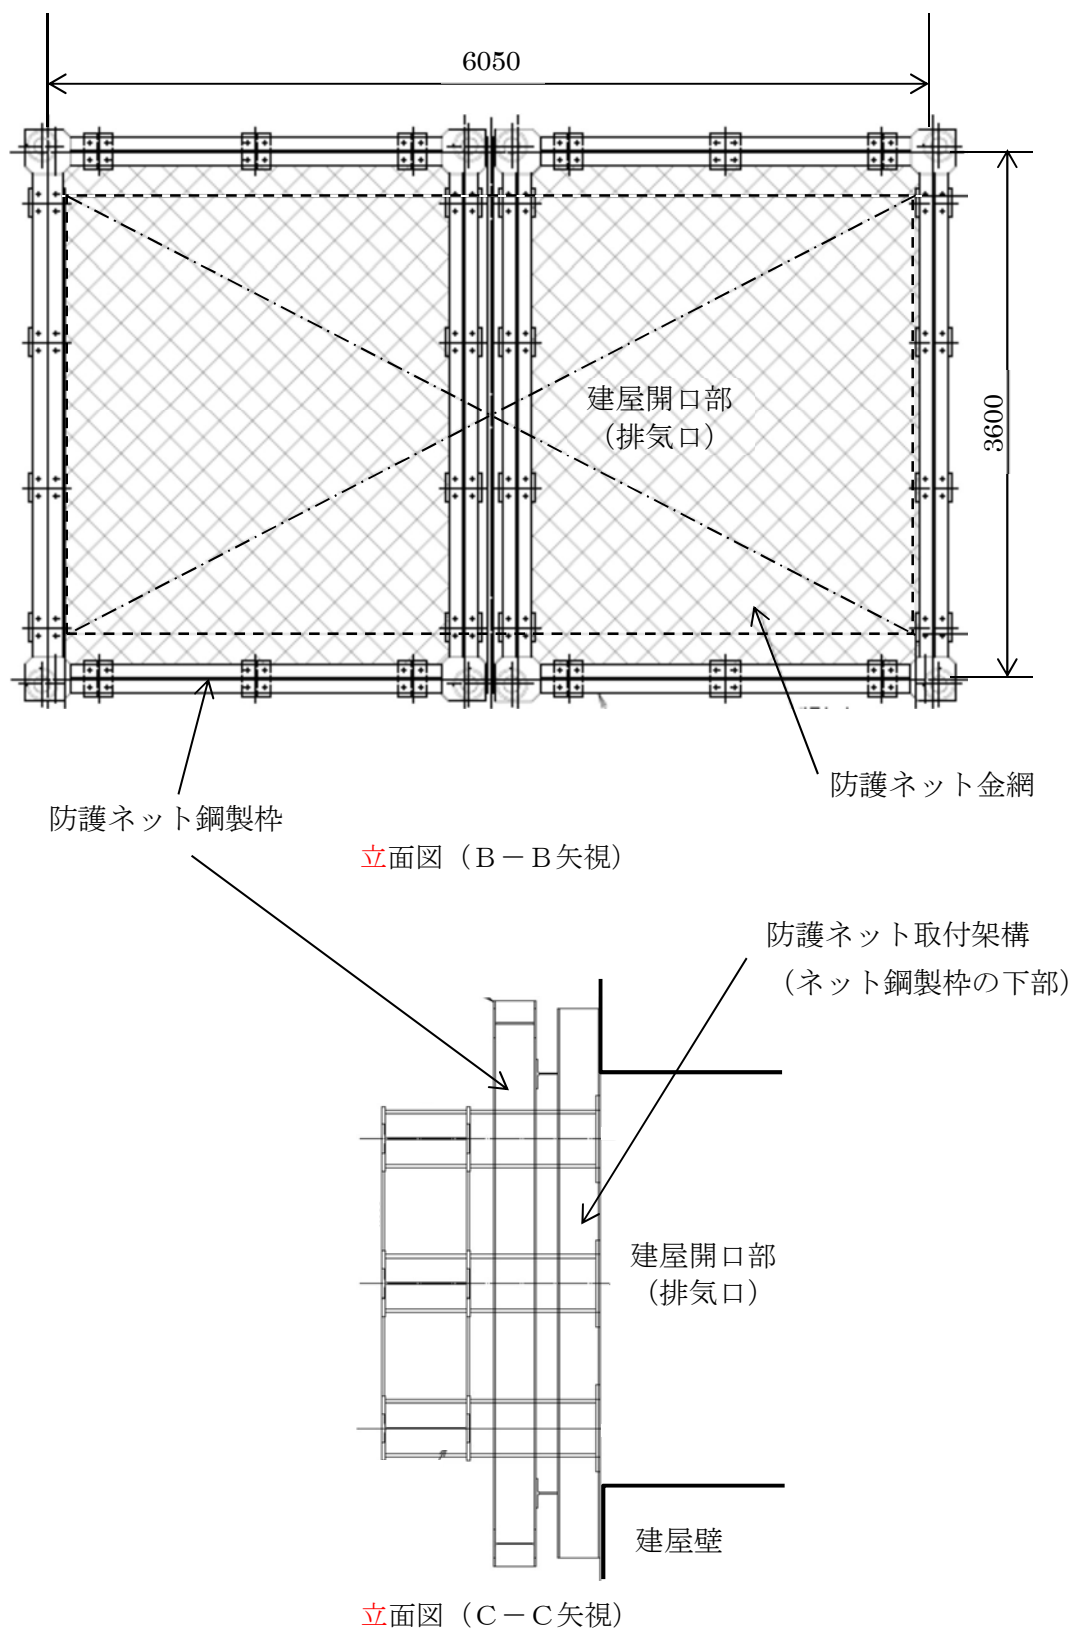 6050
建屋開口部
（排気口）
3600
防護ネット金網
防護ネット鋼製枠
立面図（Ｂ－Ｂ矢視）
防護ネット取付架構
（ネット鋼製枠の下部）
建屋開口部
（排気口）
建屋壁
立面図（Ｃ－Ｃ矢視）